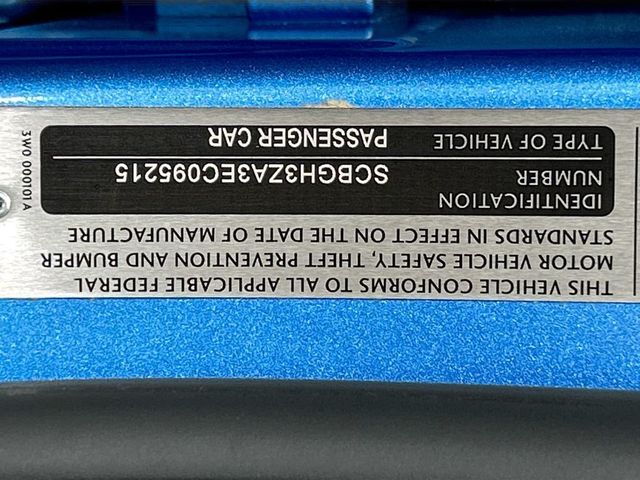 THIS VEHICLE CONFORMS TO ALL APPLICABLE FEDERAL
MOTOR VEHICLE SAFETY, THEFT PREVENTION AND BUMPER
STANDARDS IN EFFECT ON THE DATE OF MANUFACTURE
IDENTIFICATION
NUMBER SCBGH3ZA3EC095215
TYPE OF VEHICLE PASSENGER CAR
3W0 000101 A